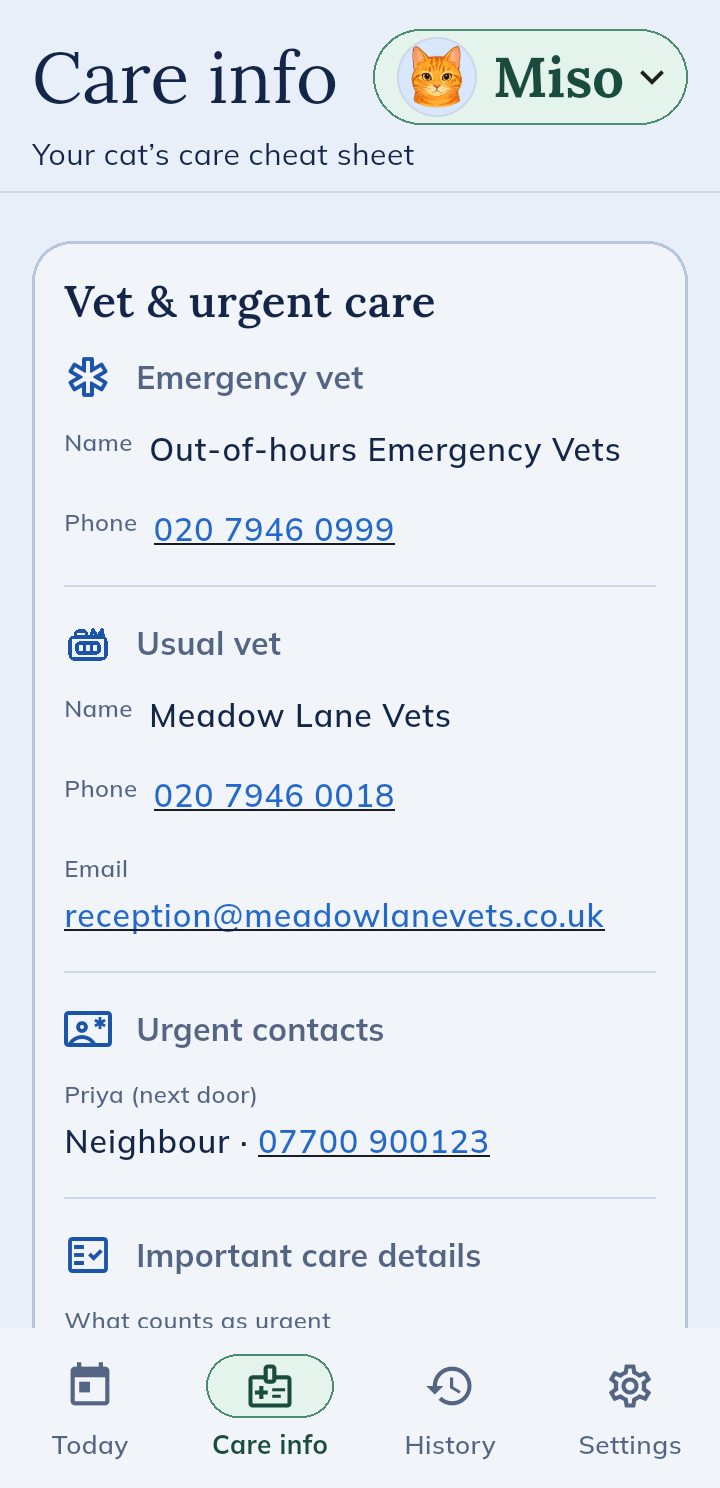 Care info
Miso
Your cat’s care cheat sheet
Vet & urgent care
Emergency vet
Name Out-of-hours Emergency Vets
Phone 020 7946 0999
Usual vet
Name Meadow Lane Vets
Phone 020 7946 0018
Email
reception@meadowlanevets.co.uk
Urgent contacts
Priya (next door)
Neighbour · 07700 900123
Important care details
What counts as urgent
Today
Care info
History
Settings